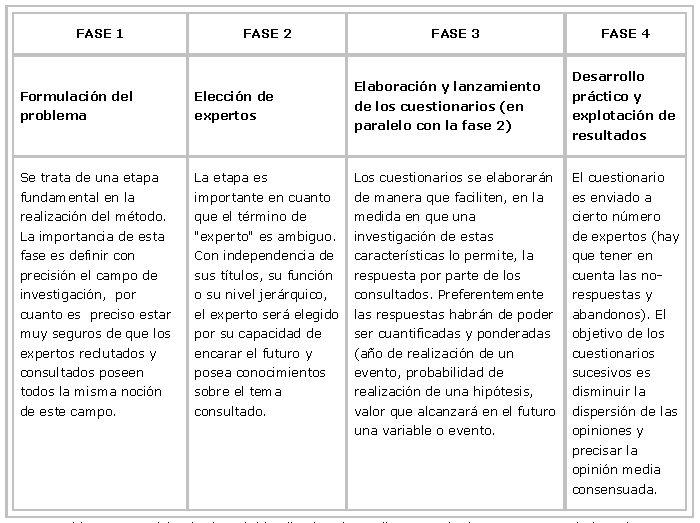 FASE 1
FASE 2
FASE 3
FASE 4
Formulación del
problema
Elección de
expertos
Elaboración y lanzamiento
de los cuestionarios (en
paralelo con la fase 2)
Desarrollo
práctico y
explotación de
resultados
Se trata de una etapa
fundamental en la
realización del método.
La importancia de esta
fase es definir con
precisión el campo de
investigación, por
cuanto es preciso estar
muy seguros de que los
expertos reclutados y
consultados poseen
todos la misma noción
de este campo.
La etapa es
importante en cuanto
que el término de
"experto" es ambiguo.
Con independencia de
sus títulos, su función
o su nivel jerárquico,
el experto será elegido
por su capacidad de
encarar el futuro y
posea conocimientos
sobre el tema
consultado.
Los cuestionarios se elaborarán
de manera que faciliten, en la
medida en que una
investigación de estas
características lo permite, la
respuesta por parte de los
consultados. Preferentemente
las respuestas habrán de poder
ser cuantificadas y ponderadas
(año de realización de un
evento, probabilidad de
realización de una hipótesis,
valor que alcanzará en el futuro
una variable o evento.
El cuestionario
es enviado a
cierto número
de expertos (hay
que tener en
cuenta las no-
respuestas y
abandonos). El
objetivo de los
cuestionarios
sucesivos es
disminuir la
dispersión de las
opiniones y
precisar la
opinión media
consensuada.